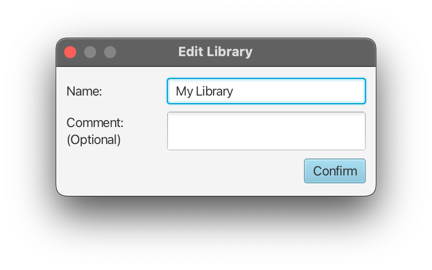 Edit Library
Name:
My Library
Comment:
(Optional)
Confirm